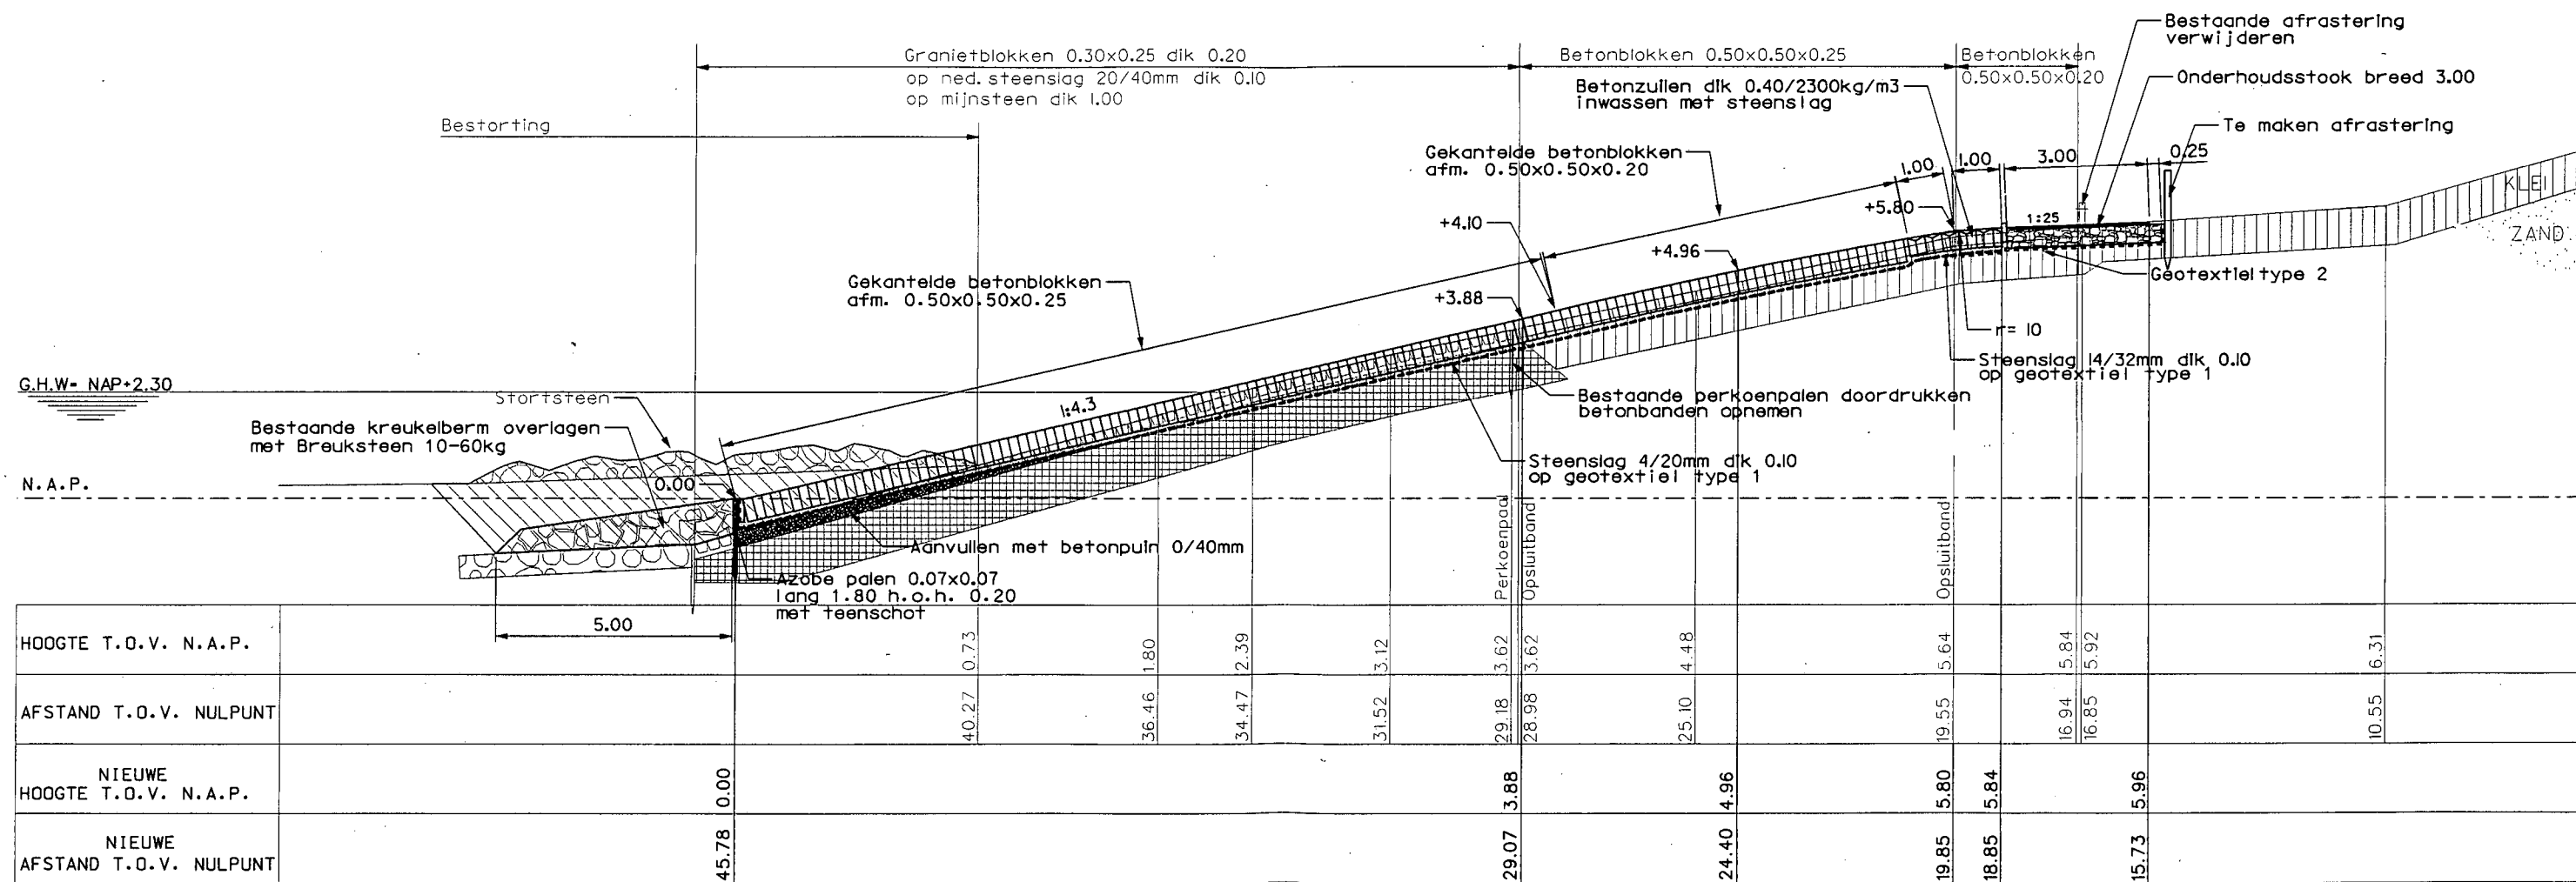 Bestaande afrastering
verwijderen
Granietblokken 0.30x0.25 dik 0.20
op ned. steenslag 20/40mm dik 0.10
op mijnsteen dik 1.00
Betonblokken 0.50x0.50x0.25
Betonblokken
0.50x0.50x0.20
Onderhoudsstook breed 3.00
Betonzuilen dik 0.40/2300kg/m3
inwassen met steenslag
Bestorting
Te maken afrastering
Gekantelde betonblokken
afm. 0.50x0.50x0.20
1.00
1.00
3.00
0.25
KLEI
+5.80
1:25
+4.10
ZAND
+4.96
Geotextiel type 2
Gekantelde betonblokken
afm. 0.50x0.50x0.25
+3.88
r= 10
Steenslag 14/32mm dik 0.10
op geotextiel type 1
G.H.W= NAP+2.30
Stortsteen
1:4.3
Bestaande perkoenpalen doordrukken
betonbanden opnemen
Bestaande kreukelberm overlagen
met Breuksteen 10-60kg
Steenslag 4/20mm dik 0.10
op geotextiel type 1
N.A.P.
0.00
Perkoenpaal
Opsluitband
Opsluitband
Aanvullen met betonpuin 0/40mm
Azobe palen 0.07x0.07
lang 1.80 h.o.h. 0.20
met teenschot
5.00
HOOGTE T.O.V. N.A.P.
0.73
1.80
2.39
3.12
3.62
3.62
4.48
5.64
5.84
5.92
6.31
AFSTAND T.O.V. NULPUNT
40.27
36.46
34.47
31.52
29.18
28.98
25.10
19.55
16.94
16.85
10.55
NIEUWE
HOOGTE T.O.V. N.A.P.
0.00
3.88
4.96
5.80
5.84
5.96
NIEUWE
AFSTAND T.O.V. NULPUNT
45.78
29.07
24.40
19.85
18.85
15.73